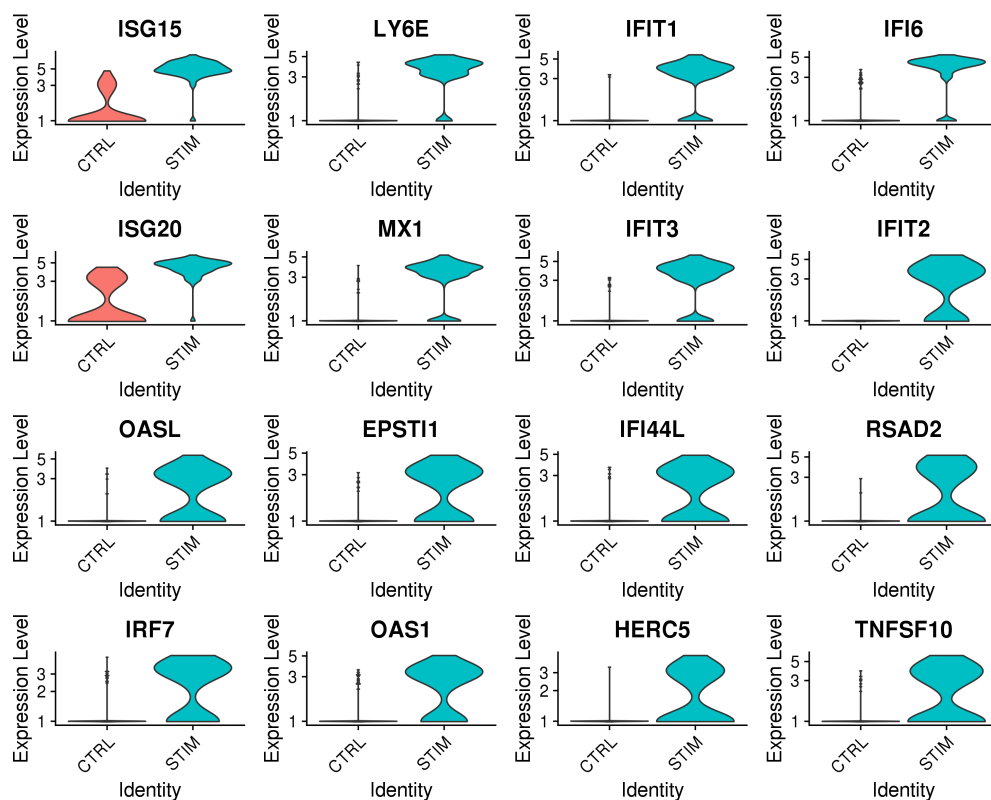 ISG15 LY6E IFIT1 IFI6
Expression Level Expression Level Expression Level Expression Level
5 5 5 5
3 3 3 3
1 1 1 1
CTRL STIM CTRL STIM CTRL STIM CTRL STIM
Identity Identity Identity Identity
ISG20 MX1 IFIT3 IFIT2
Expression Level Expression Level Expression Level Expression Level
5 5 5 5
3 3 3 3
1 1 1 1
CTRL STIM CTRL STIM CTRL STIM CTRL STIM
Identity Identity Identity Identity
OASL EPSTI1 IFI44L RSAD2
Expression Level Expression Level Expression Level Expression Level
5 5 5 5
3 3 3 3
1 1 1 1
CTRL STIM CTRL STIM CTRL STIM CTRL STIM
Identity Identity Identity Identity
IRF7 OAS1 HERC5 TNFSF10
Expression Level Expression Level Expression Level Expression Level
3 5 3 5
2 3 2 3
1 1 1 1
CTRL STIM CTRL STIM CTRL STIM CTRL STIM
Identity Identity Identity Identity